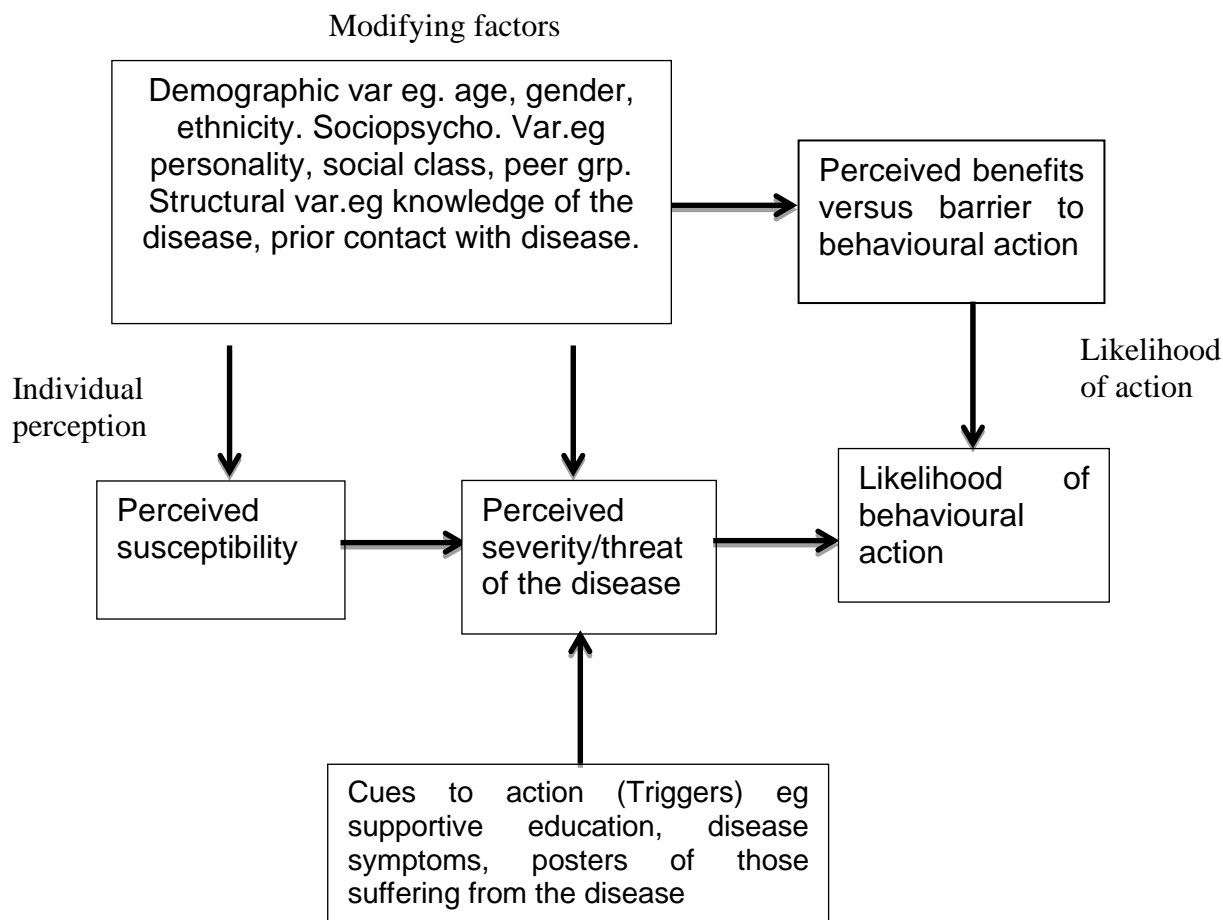 Modifying factors
Demographic var eg. age, gender,
ethnicity. Sociopsycho. Var.eg
personality, social class, peer grp.
Structural var.eg knowledge of the
disease, prior contact with disease.
Perceived benefits
versus barrier to
behavioural action
Individual
perception
Likelihood
of action
Perceived
susceptibility
Perceived
severity/threat
of the disease
Likelihood of
behavioural
action
Cues to action (Triggers) eg
supportive education, disease
symptoms, posters of those
suffering from the disease